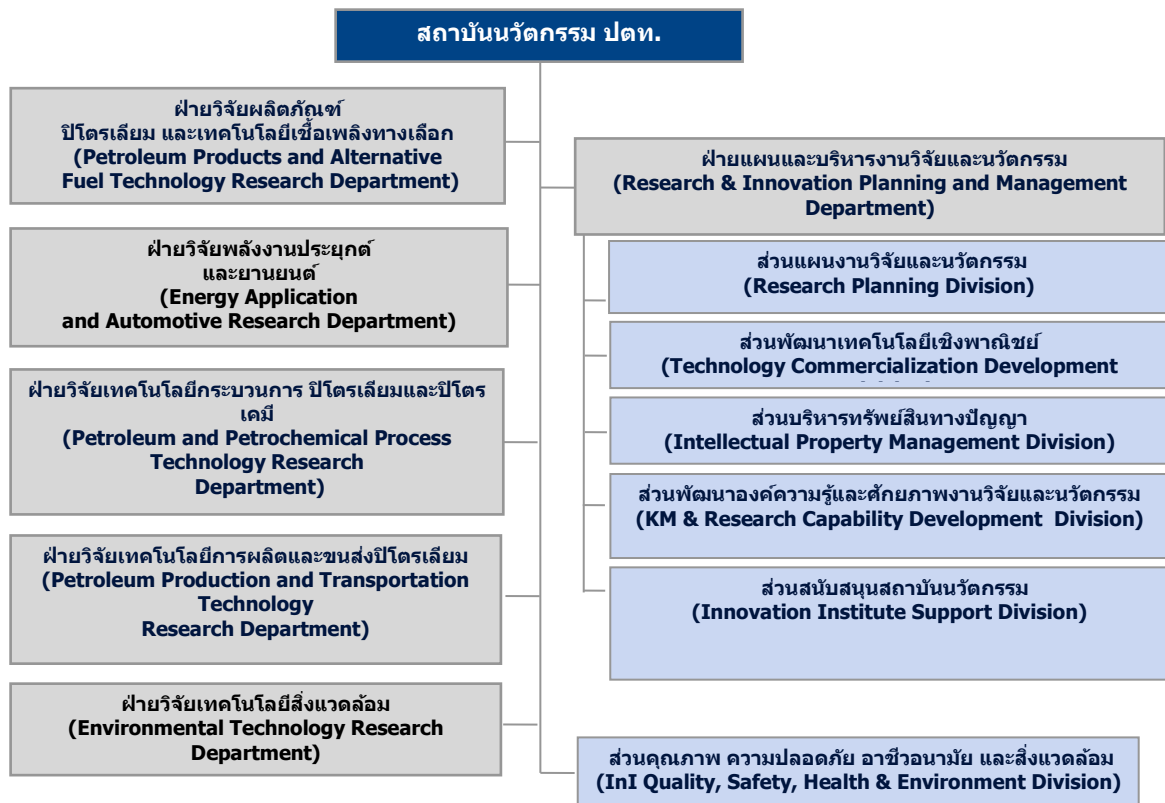 สถาบันนวัตกรรม ปตท.
ฝ่ายวิจัยผลิตภัณฑ์
ปิโตรเลียม และเทคโนโลยีเชื้อเพลิงทางเลือก
(Petroleum Products and Alternative
Fuel Technology Research Department)
ฝ่ายวิจัยพลังงานประยุกต์
และยานยนต์
(Energy Application
and Automotive Research Department)
ฝ่ายวิจัยเทคโนโลยีกระบวนการ ปิโตรเลียมและปิโตร
เคมี
(Petroleum and Petrochemical Process
Technology Research
Department)
ฝ่ายวิจัยเทคโนโลยีการผลิตและขนส่งปิโตรเลียม
(Petroleum Production and Transportation
Technology
Research Department)
ฝ่ายวิจัยเทคโนโลยีสิ่งแวดล้อม
(Environmental Technology Research
Department)
ฝ่ายแผนและบริหารงานวิจัยและนวัตกรรม
(Research & Innovation Planning and Management
Department)
ส่วนแผนงานวิจัยและนวัตกรรม
(Research Planning Division)
ส่วนพัฒนาเทคโนโลยีเชิงพาณิชย์
(Technology Commercialization Development
ส่วนบริหารทรัพย์สินทางปัญญา
(Intellectual Property Management Division)
ส่วนพัฒนาองค์ความรู้และศักยภาพงานวิจัยและนวัตกรรม
(KM & Research Capability Development Division)
ส่วนสนับสนุนสถาบันนวัตกรรม
(Innovation Institute Support Division)
ส่วนคุณภาพ ความปลอดภัย อาชีวอนามัย และสิ่งแวดล้อม
(InI Quality, Safety, Health & Environment Division)